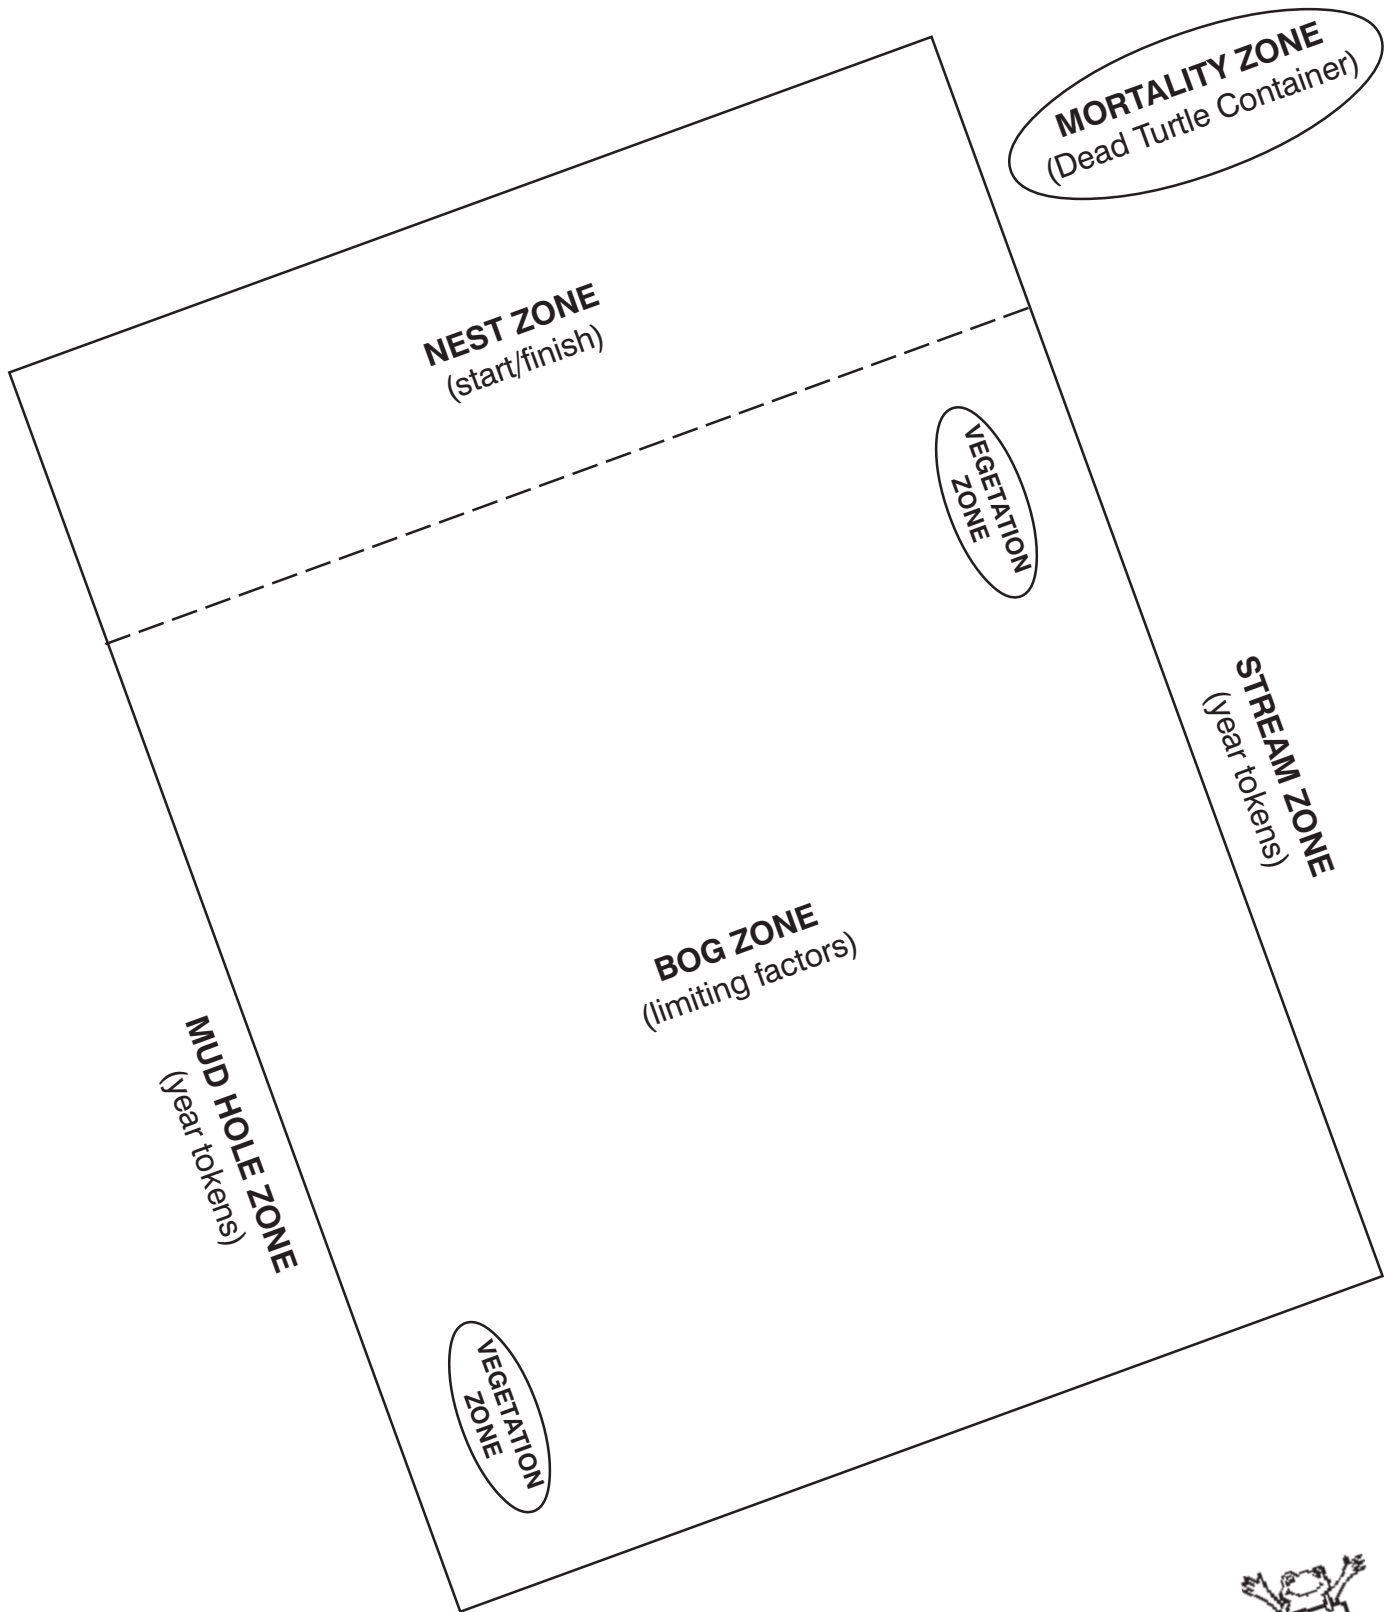 MORTALITY ZONE
(Dead Turtle Container)
NEST ZONE
(start/finish)
VEGETATION
ZONE
STREAM ZONE
(year tokens)
BOG ZONE
(limiting factors)
MUD HOLE ZONE
(year tokens)
VEGETATION
ZONE